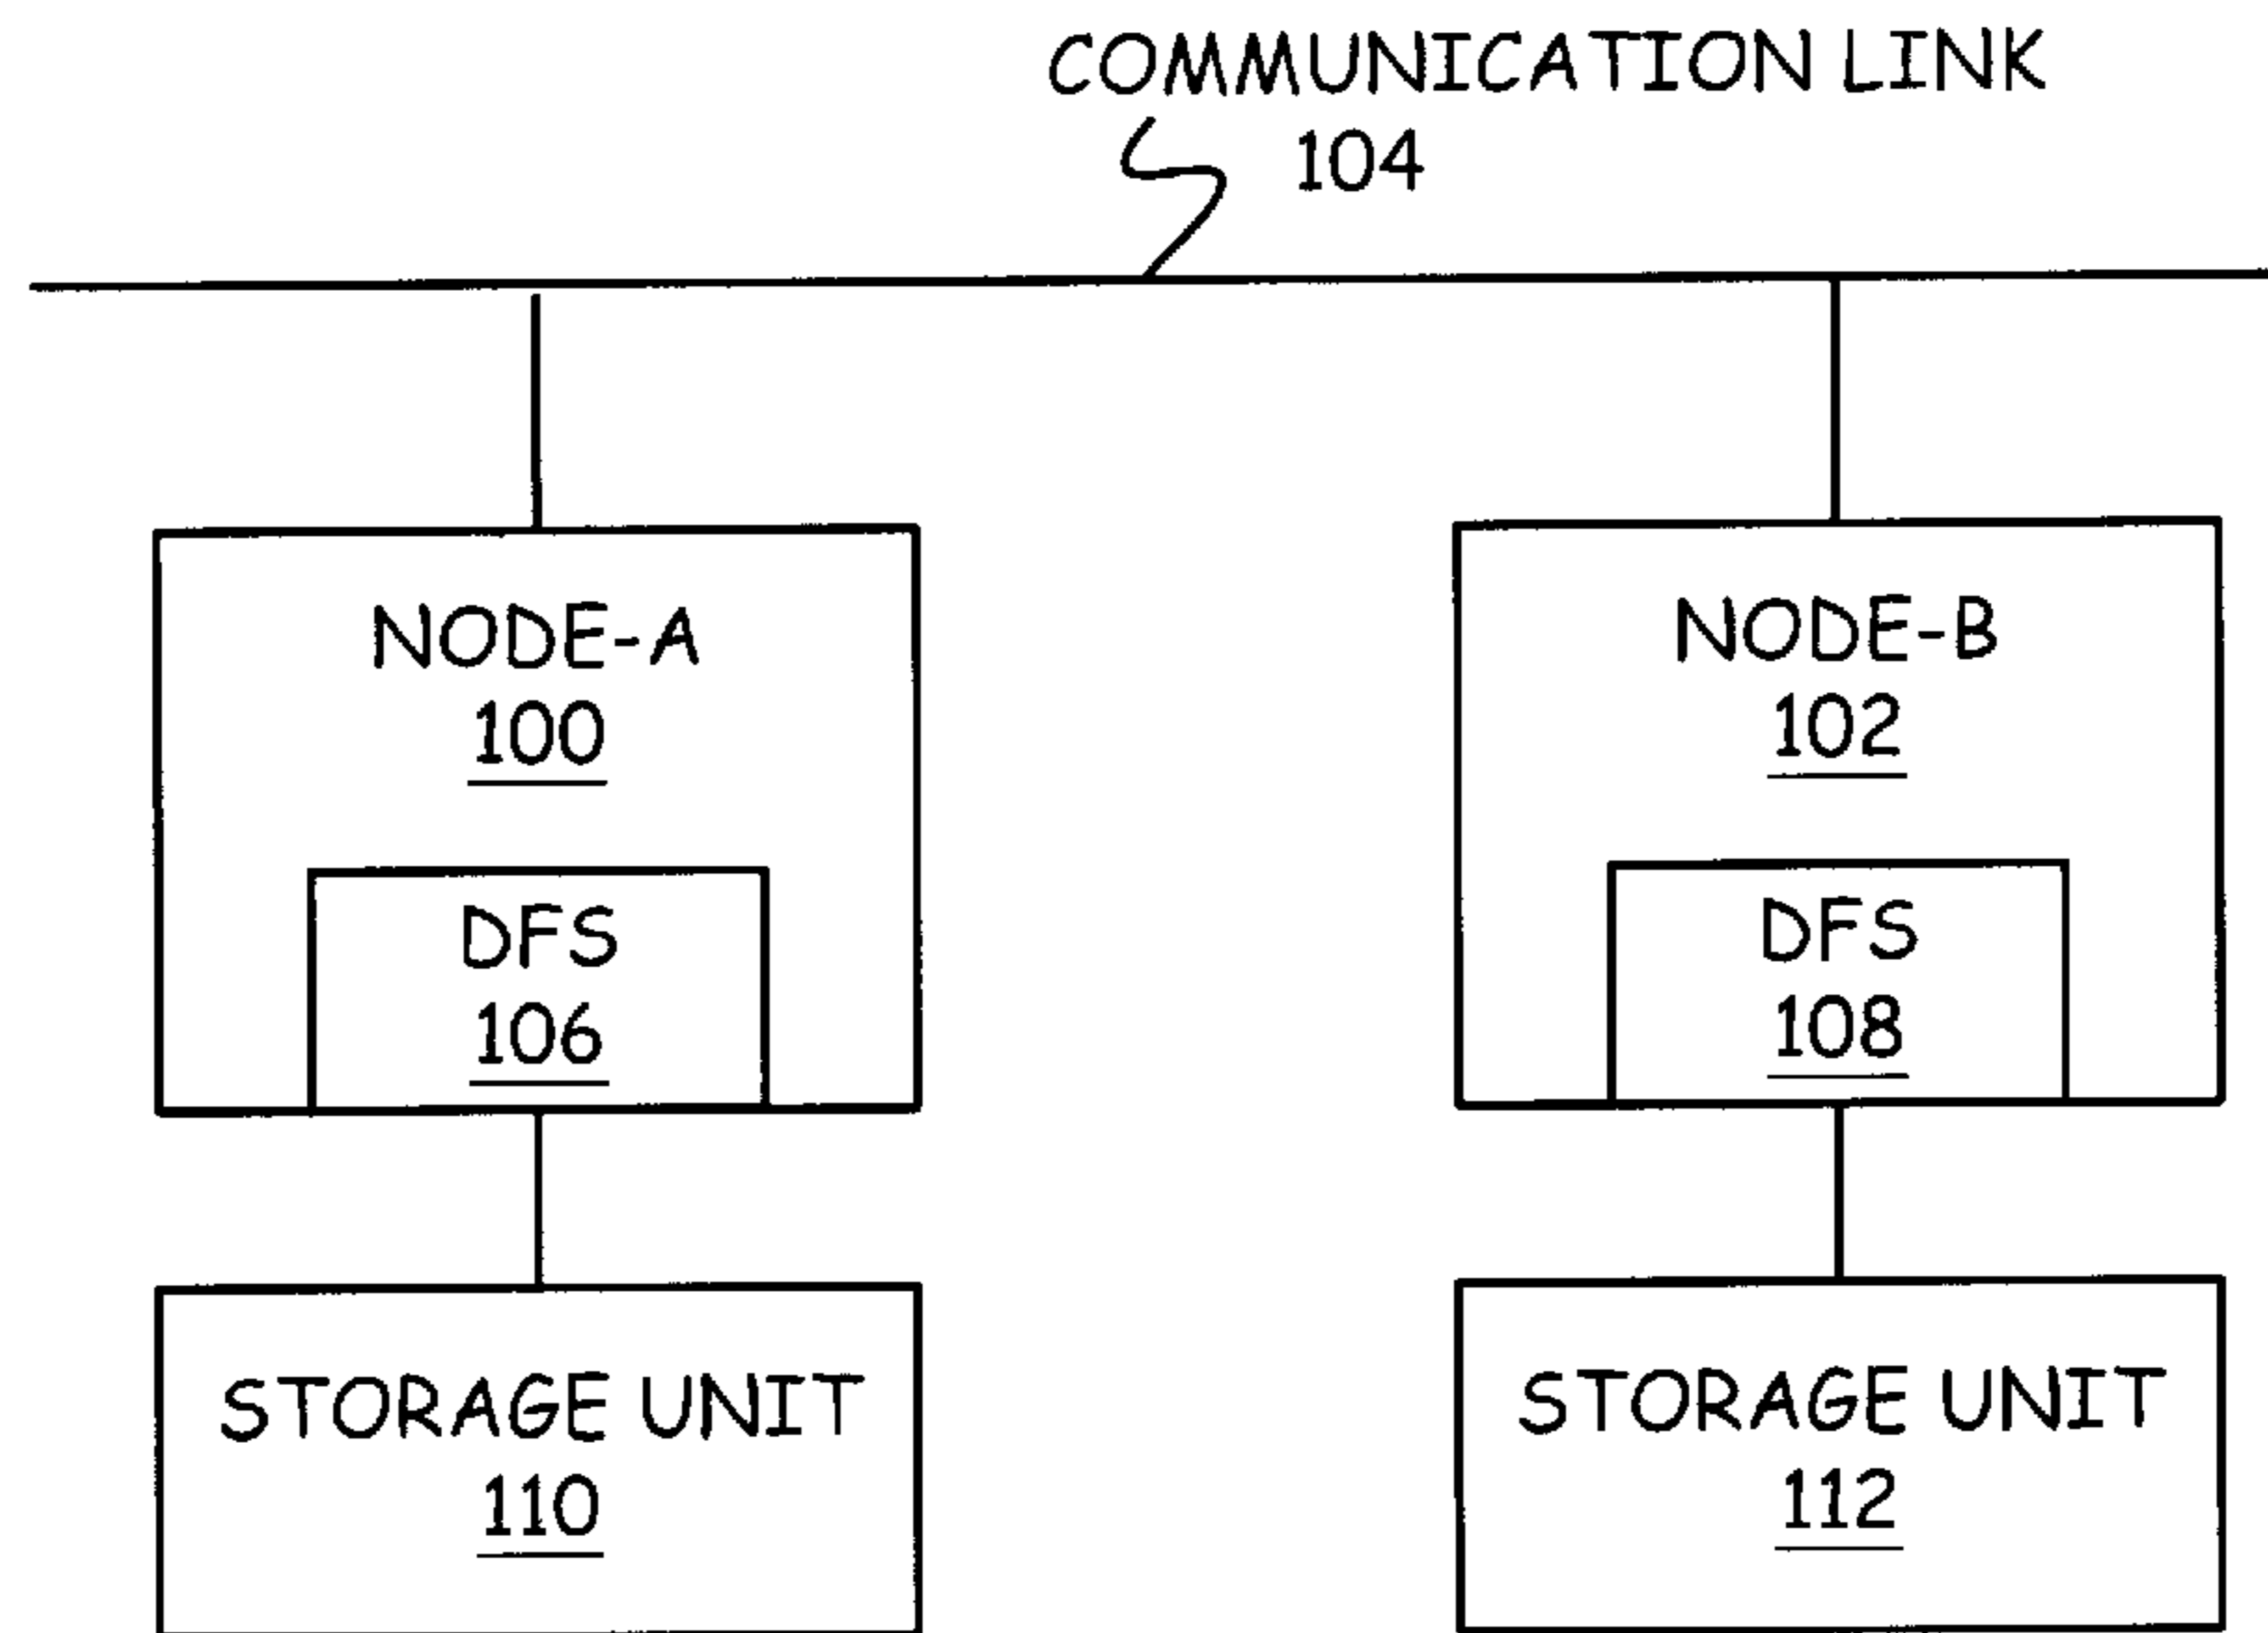 COMMUNICATION LINK
104
NODE-A
100
DFS
106
STORAGE UNIT
110
NODE-B
102
DFS
108
STORAGE UNIT
112